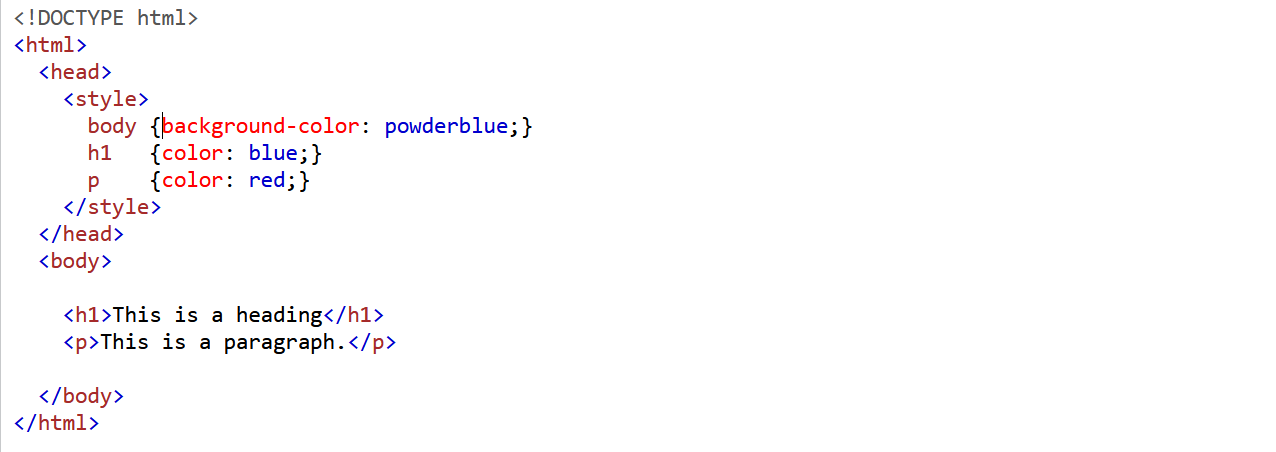 <!DOCTYPE html>
<html>
  <head>
    <style>
      body {background-color: powderblue;}
      h1   {color: blue;}
      p    {color: red;}
    </style>
  </head>
  <body>

    <h1>This is a heading</h1>
    <p>This is a paragraph.</p>

  </body>
</html>